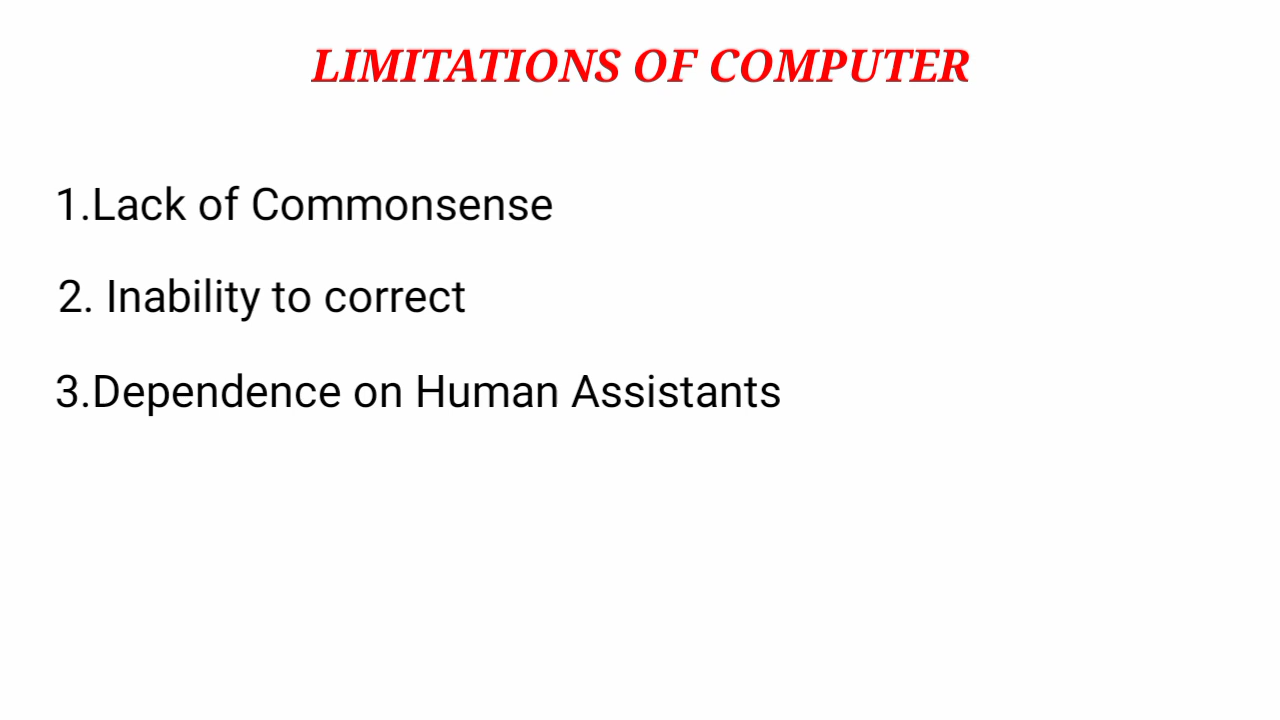 LIMITATIONS OF COMPUTER
1.Lack of Commonsense
2. Inability to correct
3.Dependence on Human Assistants